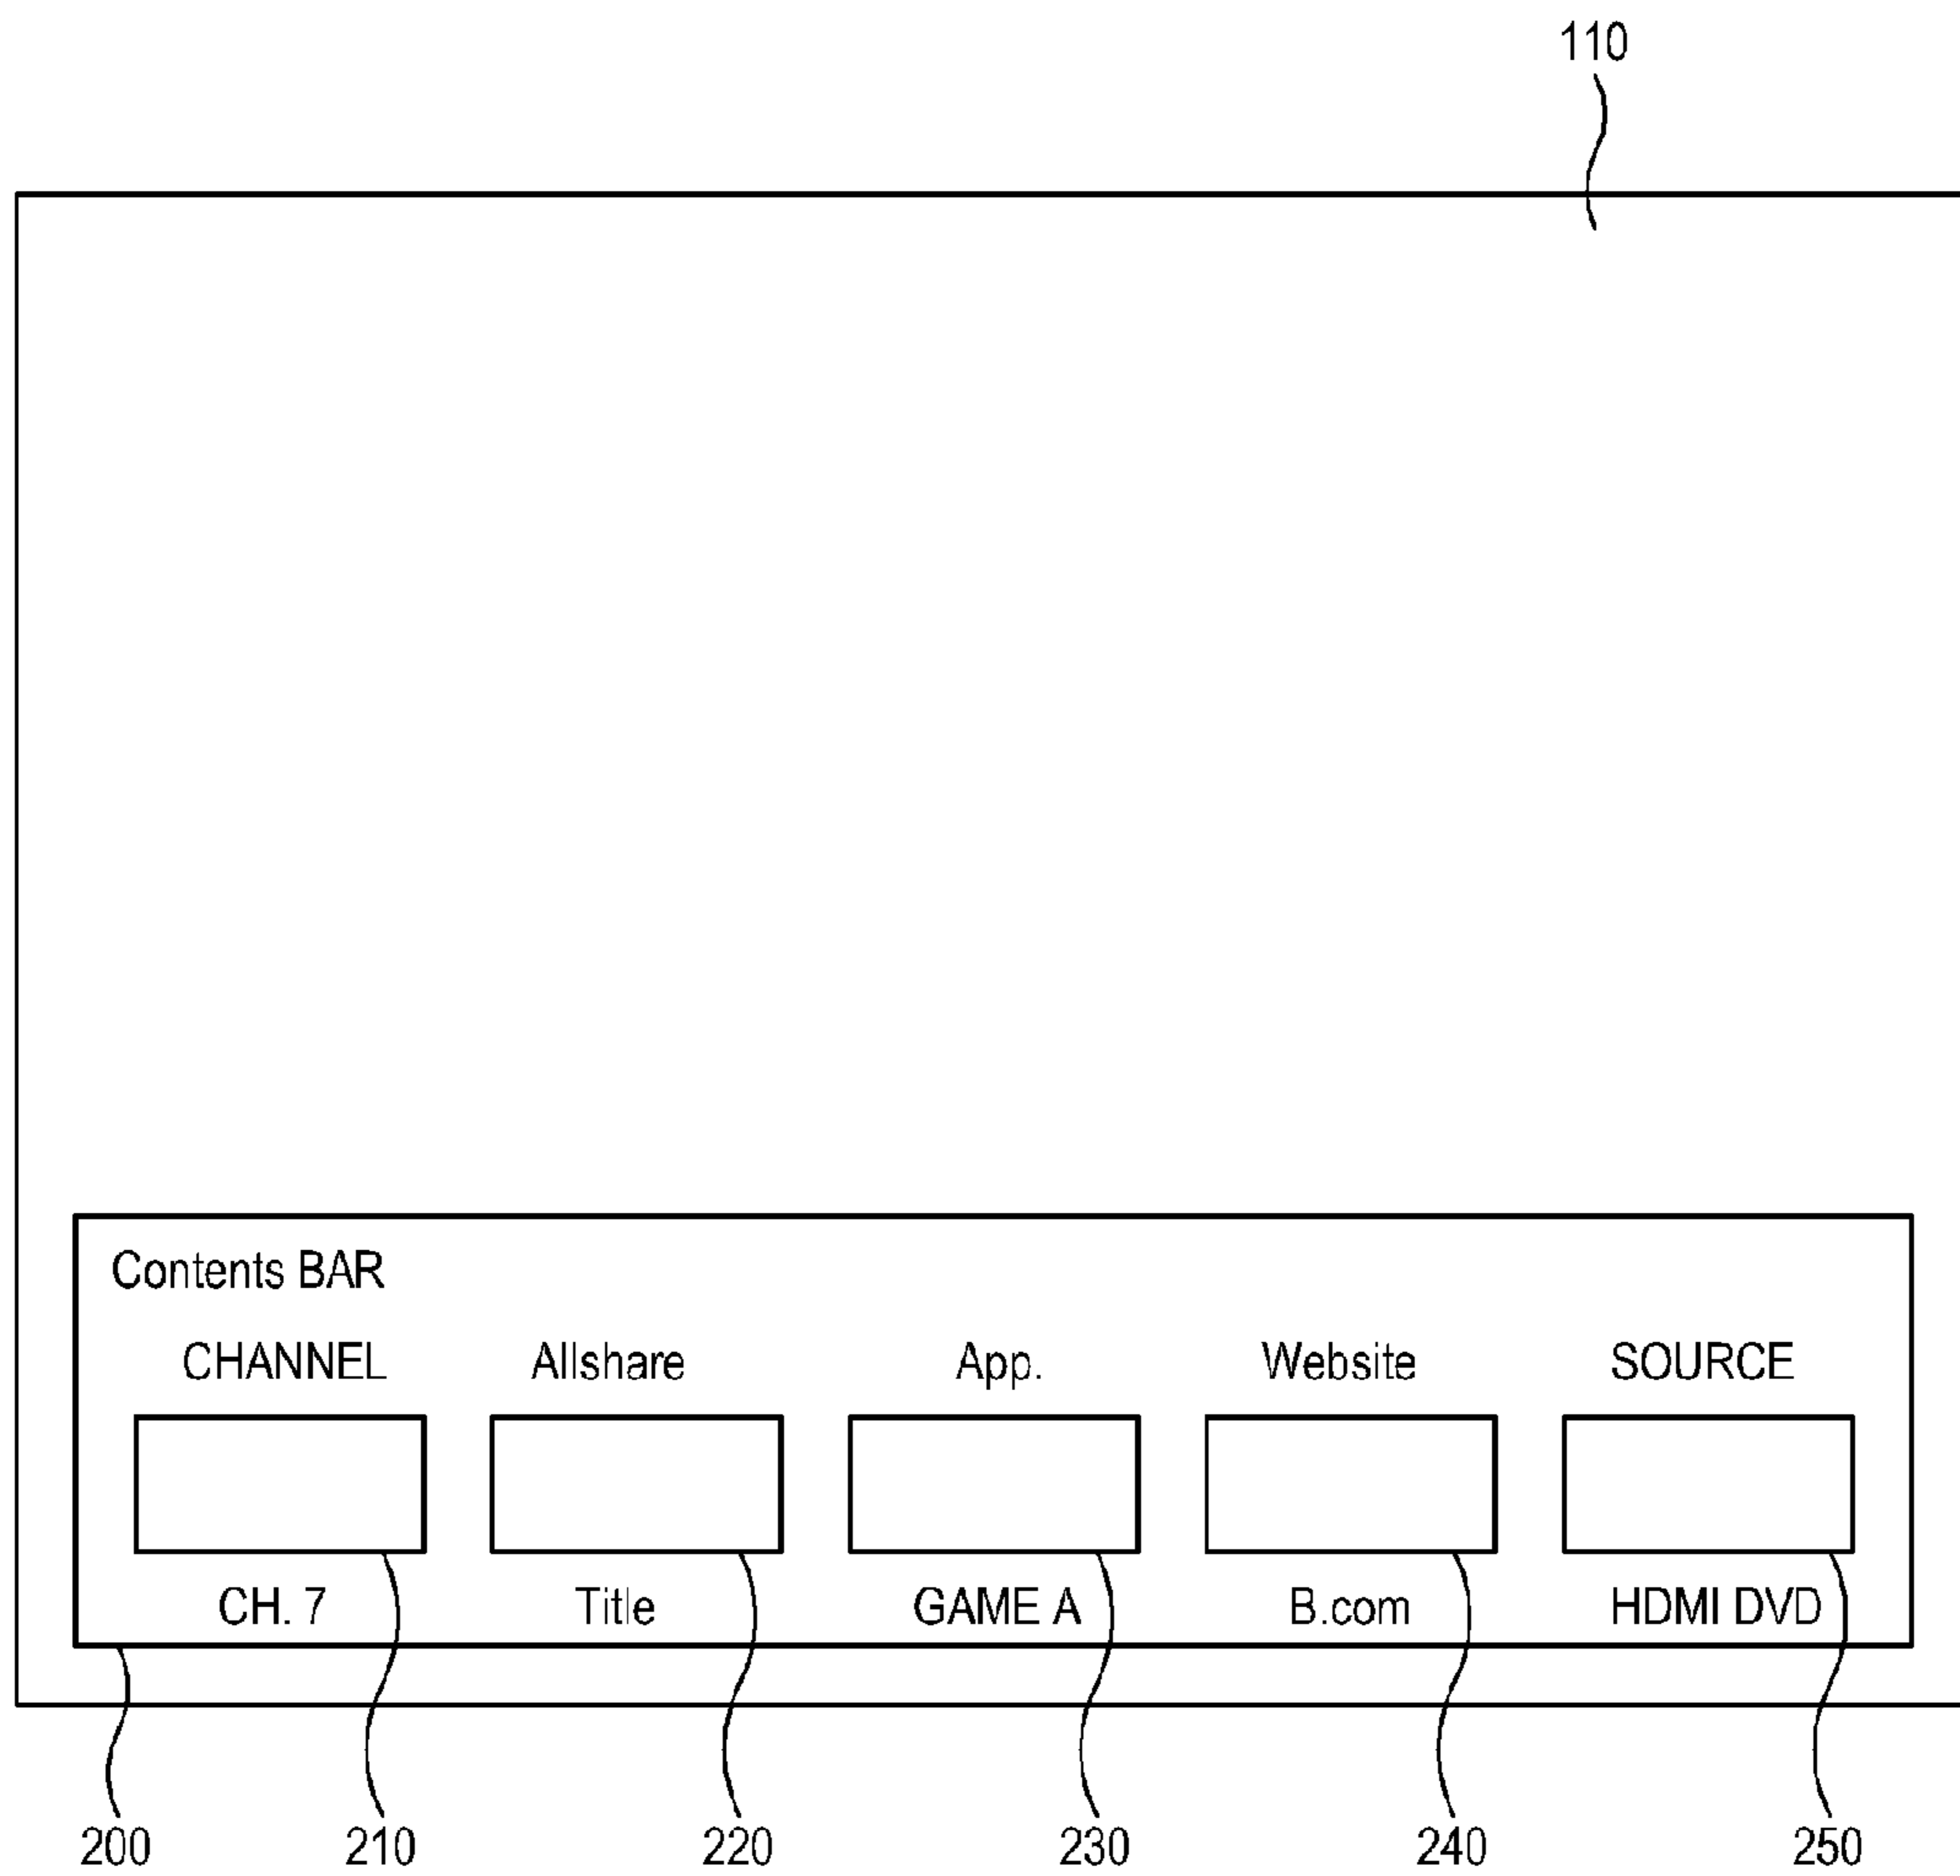 110
Contents BAR
CHANNEL Allshare App. Website SOURCE
CH. 7 Title GAME A B.com HDMI DVD
200 210 220 230 240 250